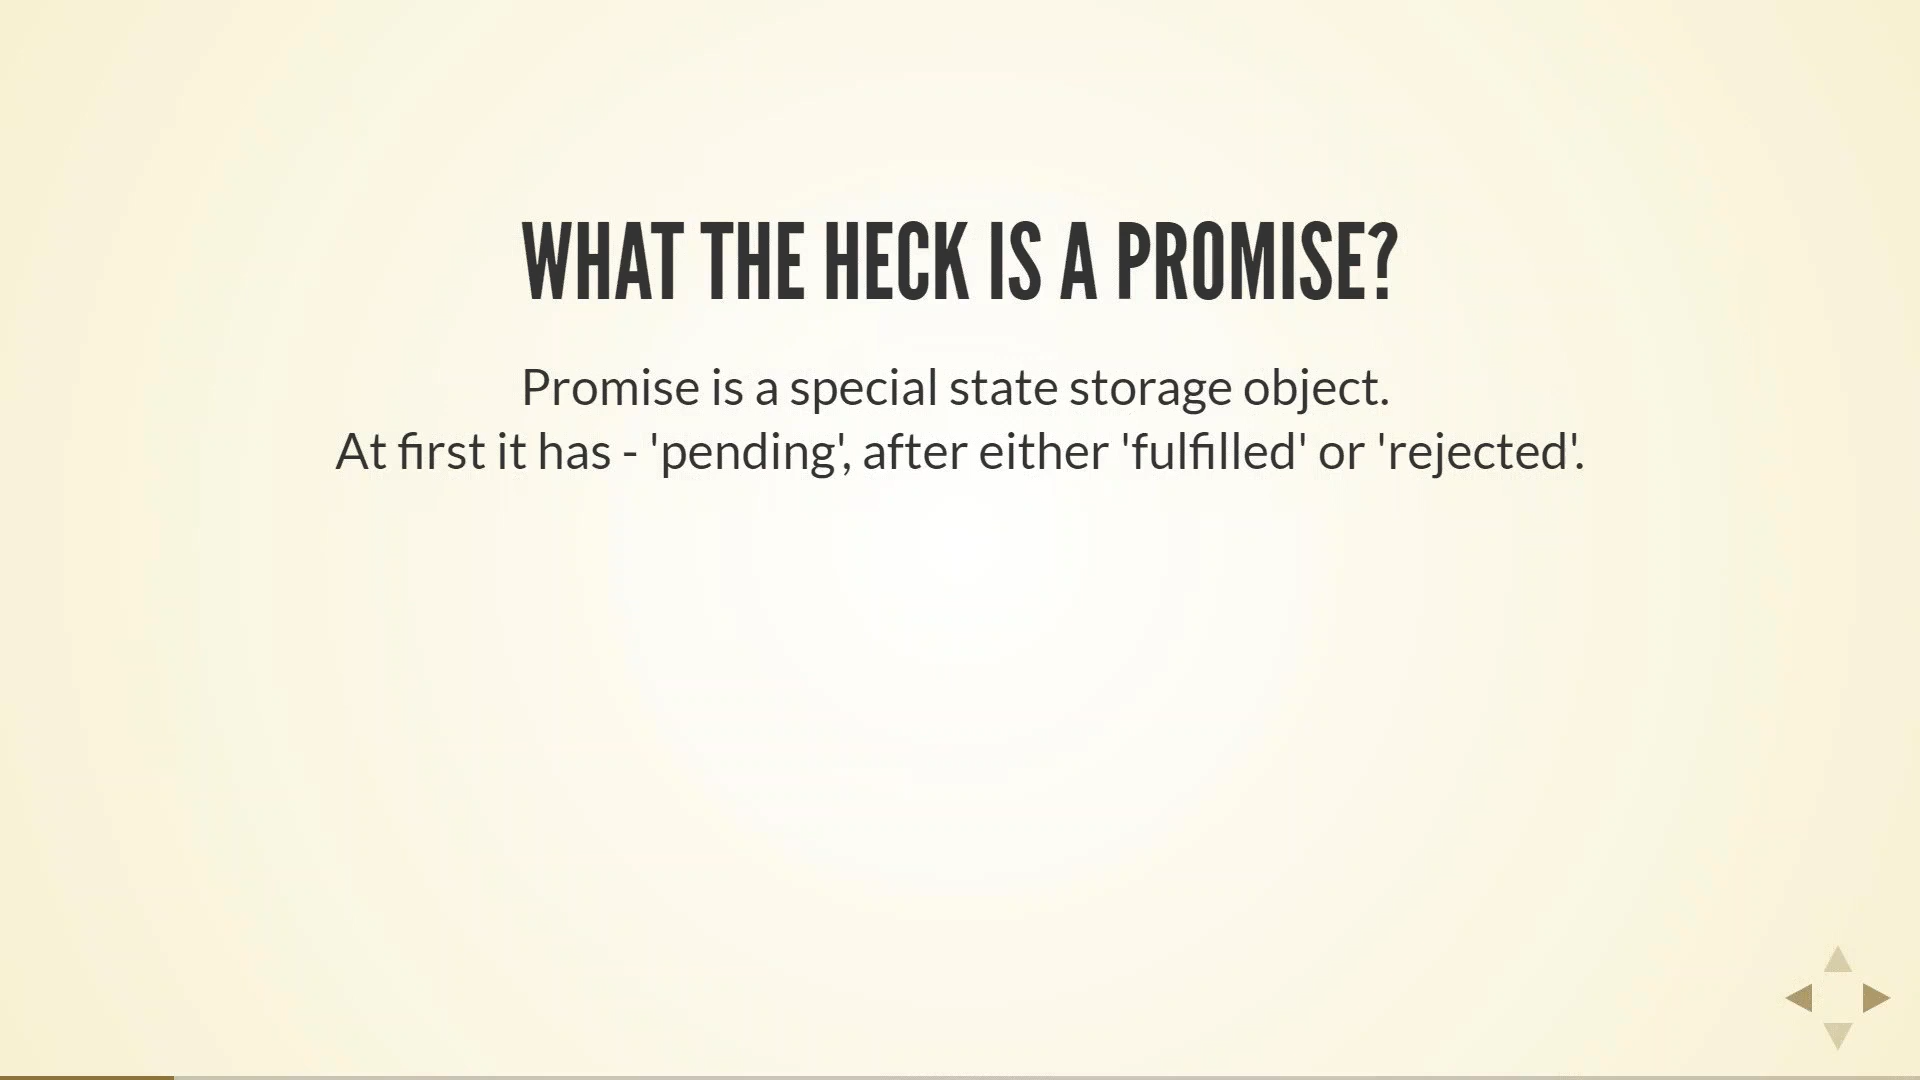 WHAT THE HECK IS A PROMISE?
Promise is a special state storage object.
At first it has - 'pending', after either 'fulfilled' or 'rejected'.